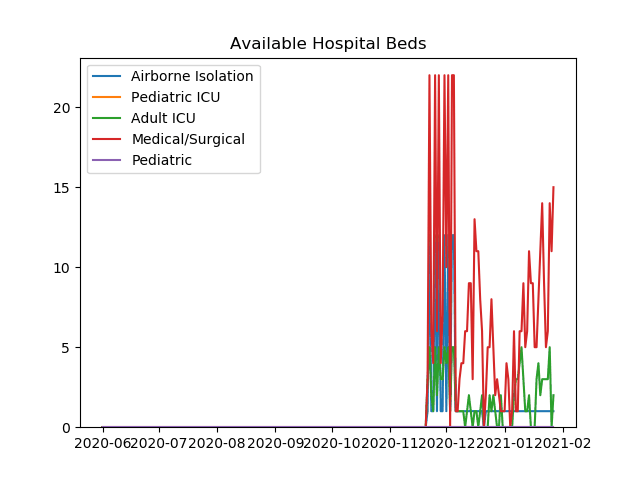 Available Hospital Beds
Airborne Isolation
Pediatric ICU
Adult ICU
Medical/Surgical
Pediatric
20
15
10
5
0
2020-06 2020-07 2020-08 2020-09 2020-10 2020-11 2020-12 2021-01 2021-02